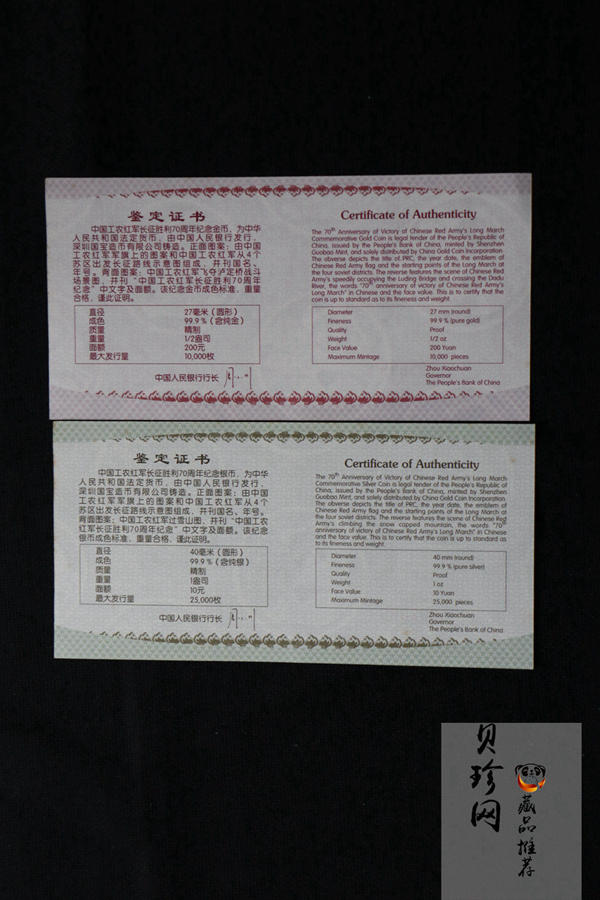 鉴定证书
中国工农红军长征胜利70周年纪念金币，为中华
人民共和国法定货币，由中国人民银行发行，
深圳国宝造币有限公司铸造。正面图案：由中国
工农红军军旗上的图案和中国工农红军从4个
苏区出发长征路线示意图组成，并刊国名、
年号。背面图案：中国工农红军飞夺泸定桥战斗
场景图，并刊“中国工农红军长征胜利70周年
纪念”中文字及面额。该纪念金币成色标准，重量
合格，谨此证明。
直径 27毫米（圆形）
成色 99.9%（含纯金）
质量 精制
重量 1/2盎司
面额 200元
最大发行量 10,000枚
中国人民银行行长
Certificate of Authenticity
The 70th Anniversary of Victory of Chinese Red Army's Long March
Commemorative Gold Coin is legal tender of the People's Republic of
China, issued by the People's Bank of China, minted by Shenzhen
Guobao Mint, and solely distributed by China Gold Coin Incorporation.
The obverse depicts the title of PRC, the year date, the emblem of
Chinese Red Army flag and the starting points of the Long March at
the four soviet districts. The reverse features the scene of Chinese Red
Army's speedily occupying the Luding Bridge and crossing the Dadu
River, the words "70th anniversary of victory of Chinese Red Army's
Long March" in Chinese and the face value. This is to certify that the
coin is up to standard as to its fineness and weight.
Diameter 27 mm (round)
Fineness 99.9 % (pure gold)
Quality Proof
Weight 1/2 oz
Face Value 200 Yuan
Maximum Mintage 10,000 pieces
Zhou Xiaochuan
Governor
The People's Bank of China
鉴定证书
中国工农红军长征胜利70周年纪念银币，为中华
人民共和国法定货币，由中国人民银行发行，
深圳国宝造币有限公司铸造。正面图案：由中国
工农红军军旗上的图案和中国工农红军从4个
苏区出发长征路线示意图组成，并刊国名、年号。
背面图案：中国工农红军过雪山图，并刊“中国工
农红军长征胜利70周年纪念”中文字及面额。该纪念
银币成色标准，重量合格，谨此证明。
直径 40毫米（圆形）
成色 99.9%（含纯银）
质量 精制
重量 1盎司
面额 10元
最大发行量 25,000枚
中国人民银行行长
Certificate of Authenticity
The 70th Anniversary of Victory of Chinese Red Army's Long March
Commemorative Silver Coin is legal tender of the People's Republic of
China, issued by the People's Bank of China, minted by Shenzhen
Guobao Mint, and solely distributed by China Gold Coin Incorporation.
The obverse depicts the title of PRC, the year date, the emblem of
Chinese Red Army flag and the starting points of the Long March at
the four soviet districts. The reverse features the scene of Chinese Red
Army's climbing the snow capped mountain, the words "70th
anniversary of victory of Chinese Red Army's Long March" in Chinese
and the face value. This is to certify that the coin is up to standard as
to its fineness and weight.
Diameter 40 mm (round)
Fineness 99.9 % (pure silver)
Quality Proof
Weight 1 oz
Face Value 10 Yuan
Maximum Mintage 25,000 pieces
Zhou Xiaochuan
Governor
The People's Bank of China
贝珍网
藏品推荐